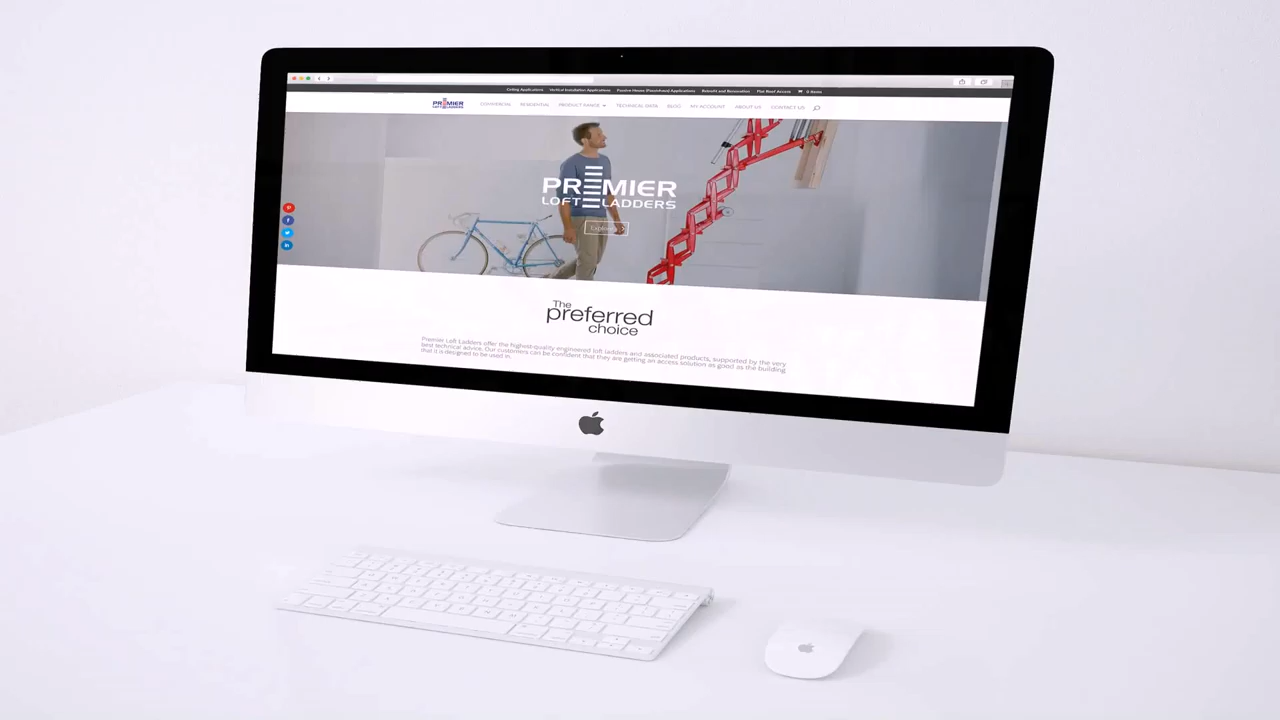 Ceiling Applications Vertical Installation Applications Passive House (Passivhaus) Applications Retrofit and Renovation Flat Roof Access 0 Items
PREMIER
LOFT LADDERS
COMMERCIAL RESIDENTIAL PRODUCT RANGE TECHNICAL DATA BLOG MY ACCOUNT ABOUT US CONTACT US
PREMIER
LOFT LADDERS
Explore
The
preferred
choice
Premier Loft Ladders offer the highest-quality engineered loft ladders and associated products, supported by the very
best technical advice. Our customers can be confident that they are getting an access solution as good as the building
that it is designed to be used in.